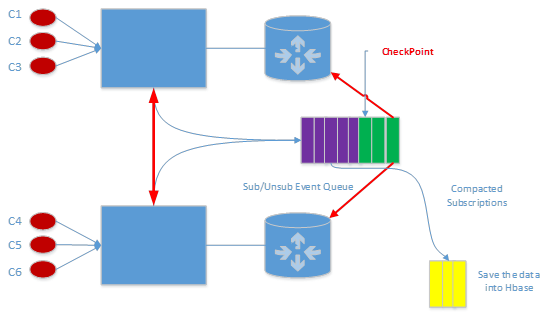 C1
C2
C3
CheckPoint
Sub/Unsub Event Queue
Compacted
Subscriptions
C4
C5
C6
Save the data
into Hbase